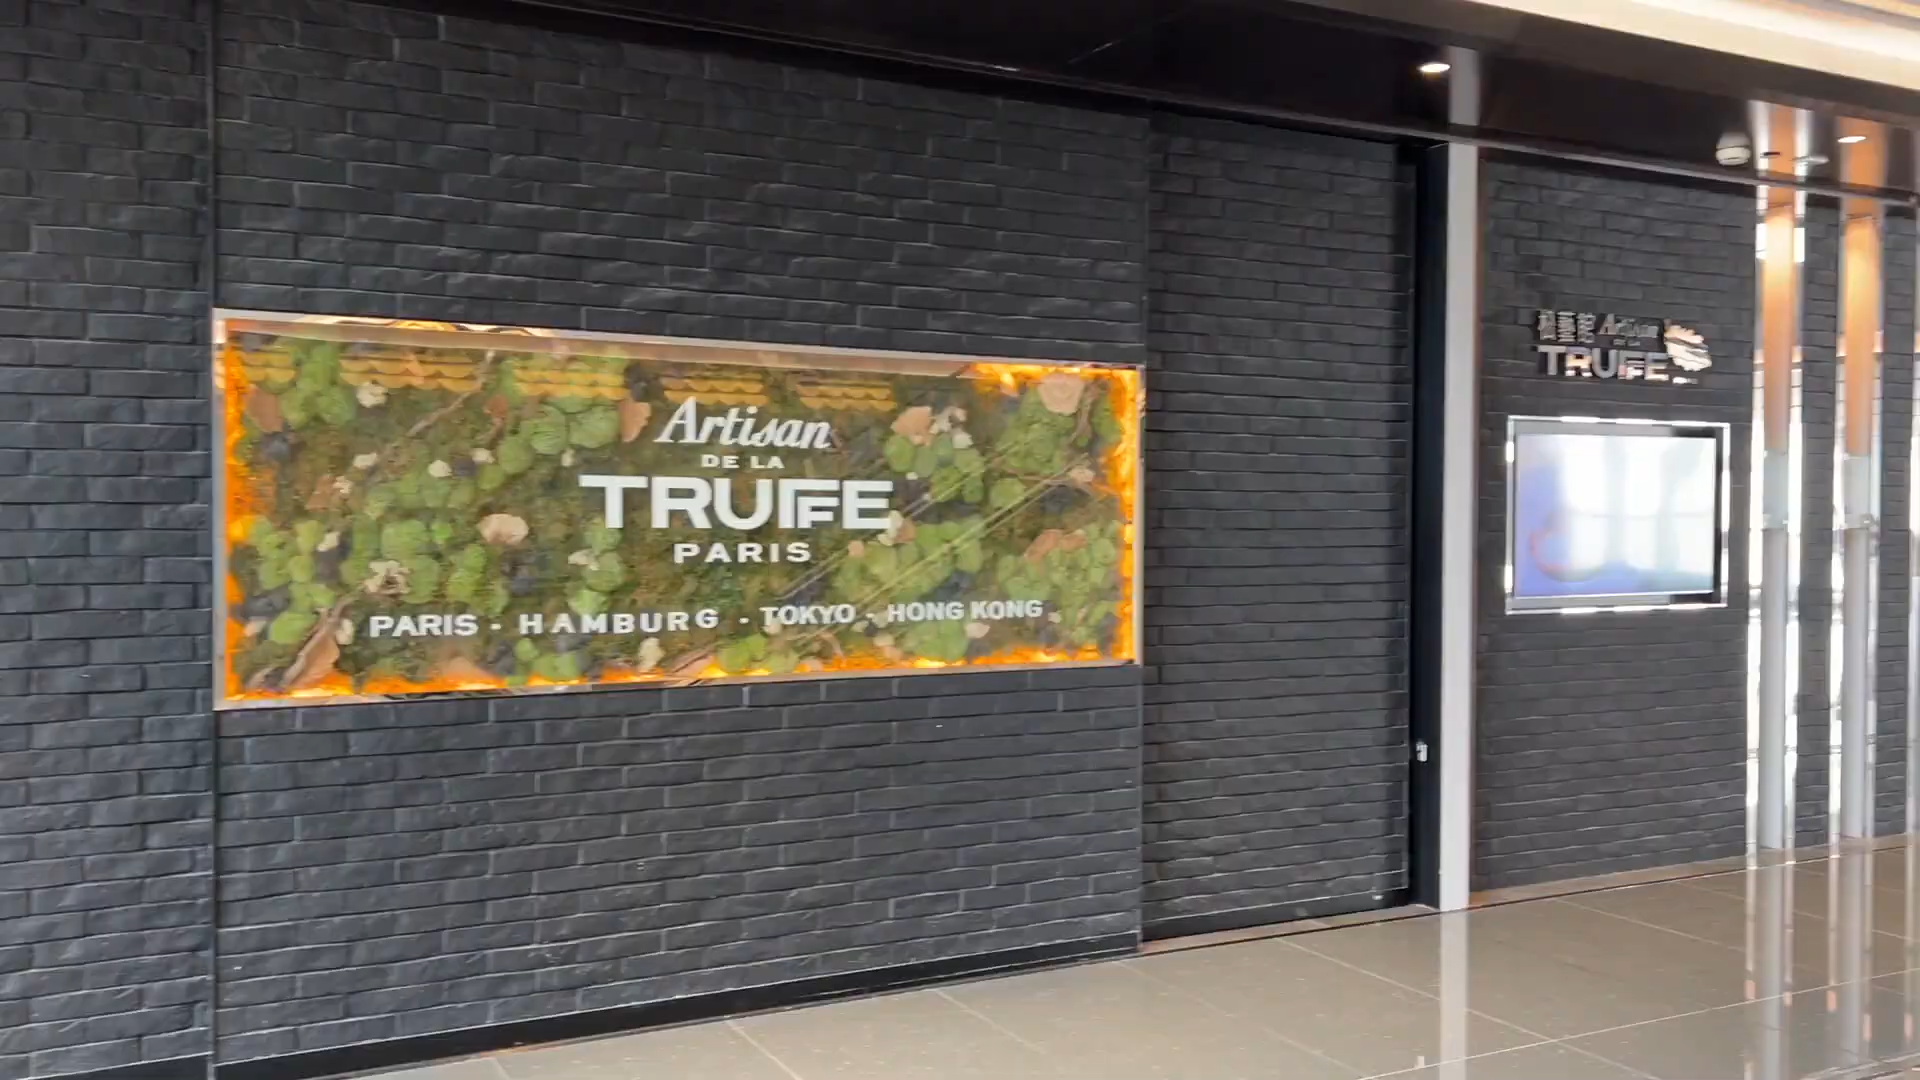 Artisan
DE LA
TRUFFE
PARIS
PARIS - HAMBURG - TOKYO - HONG KONG
Artisan
TRUFFE